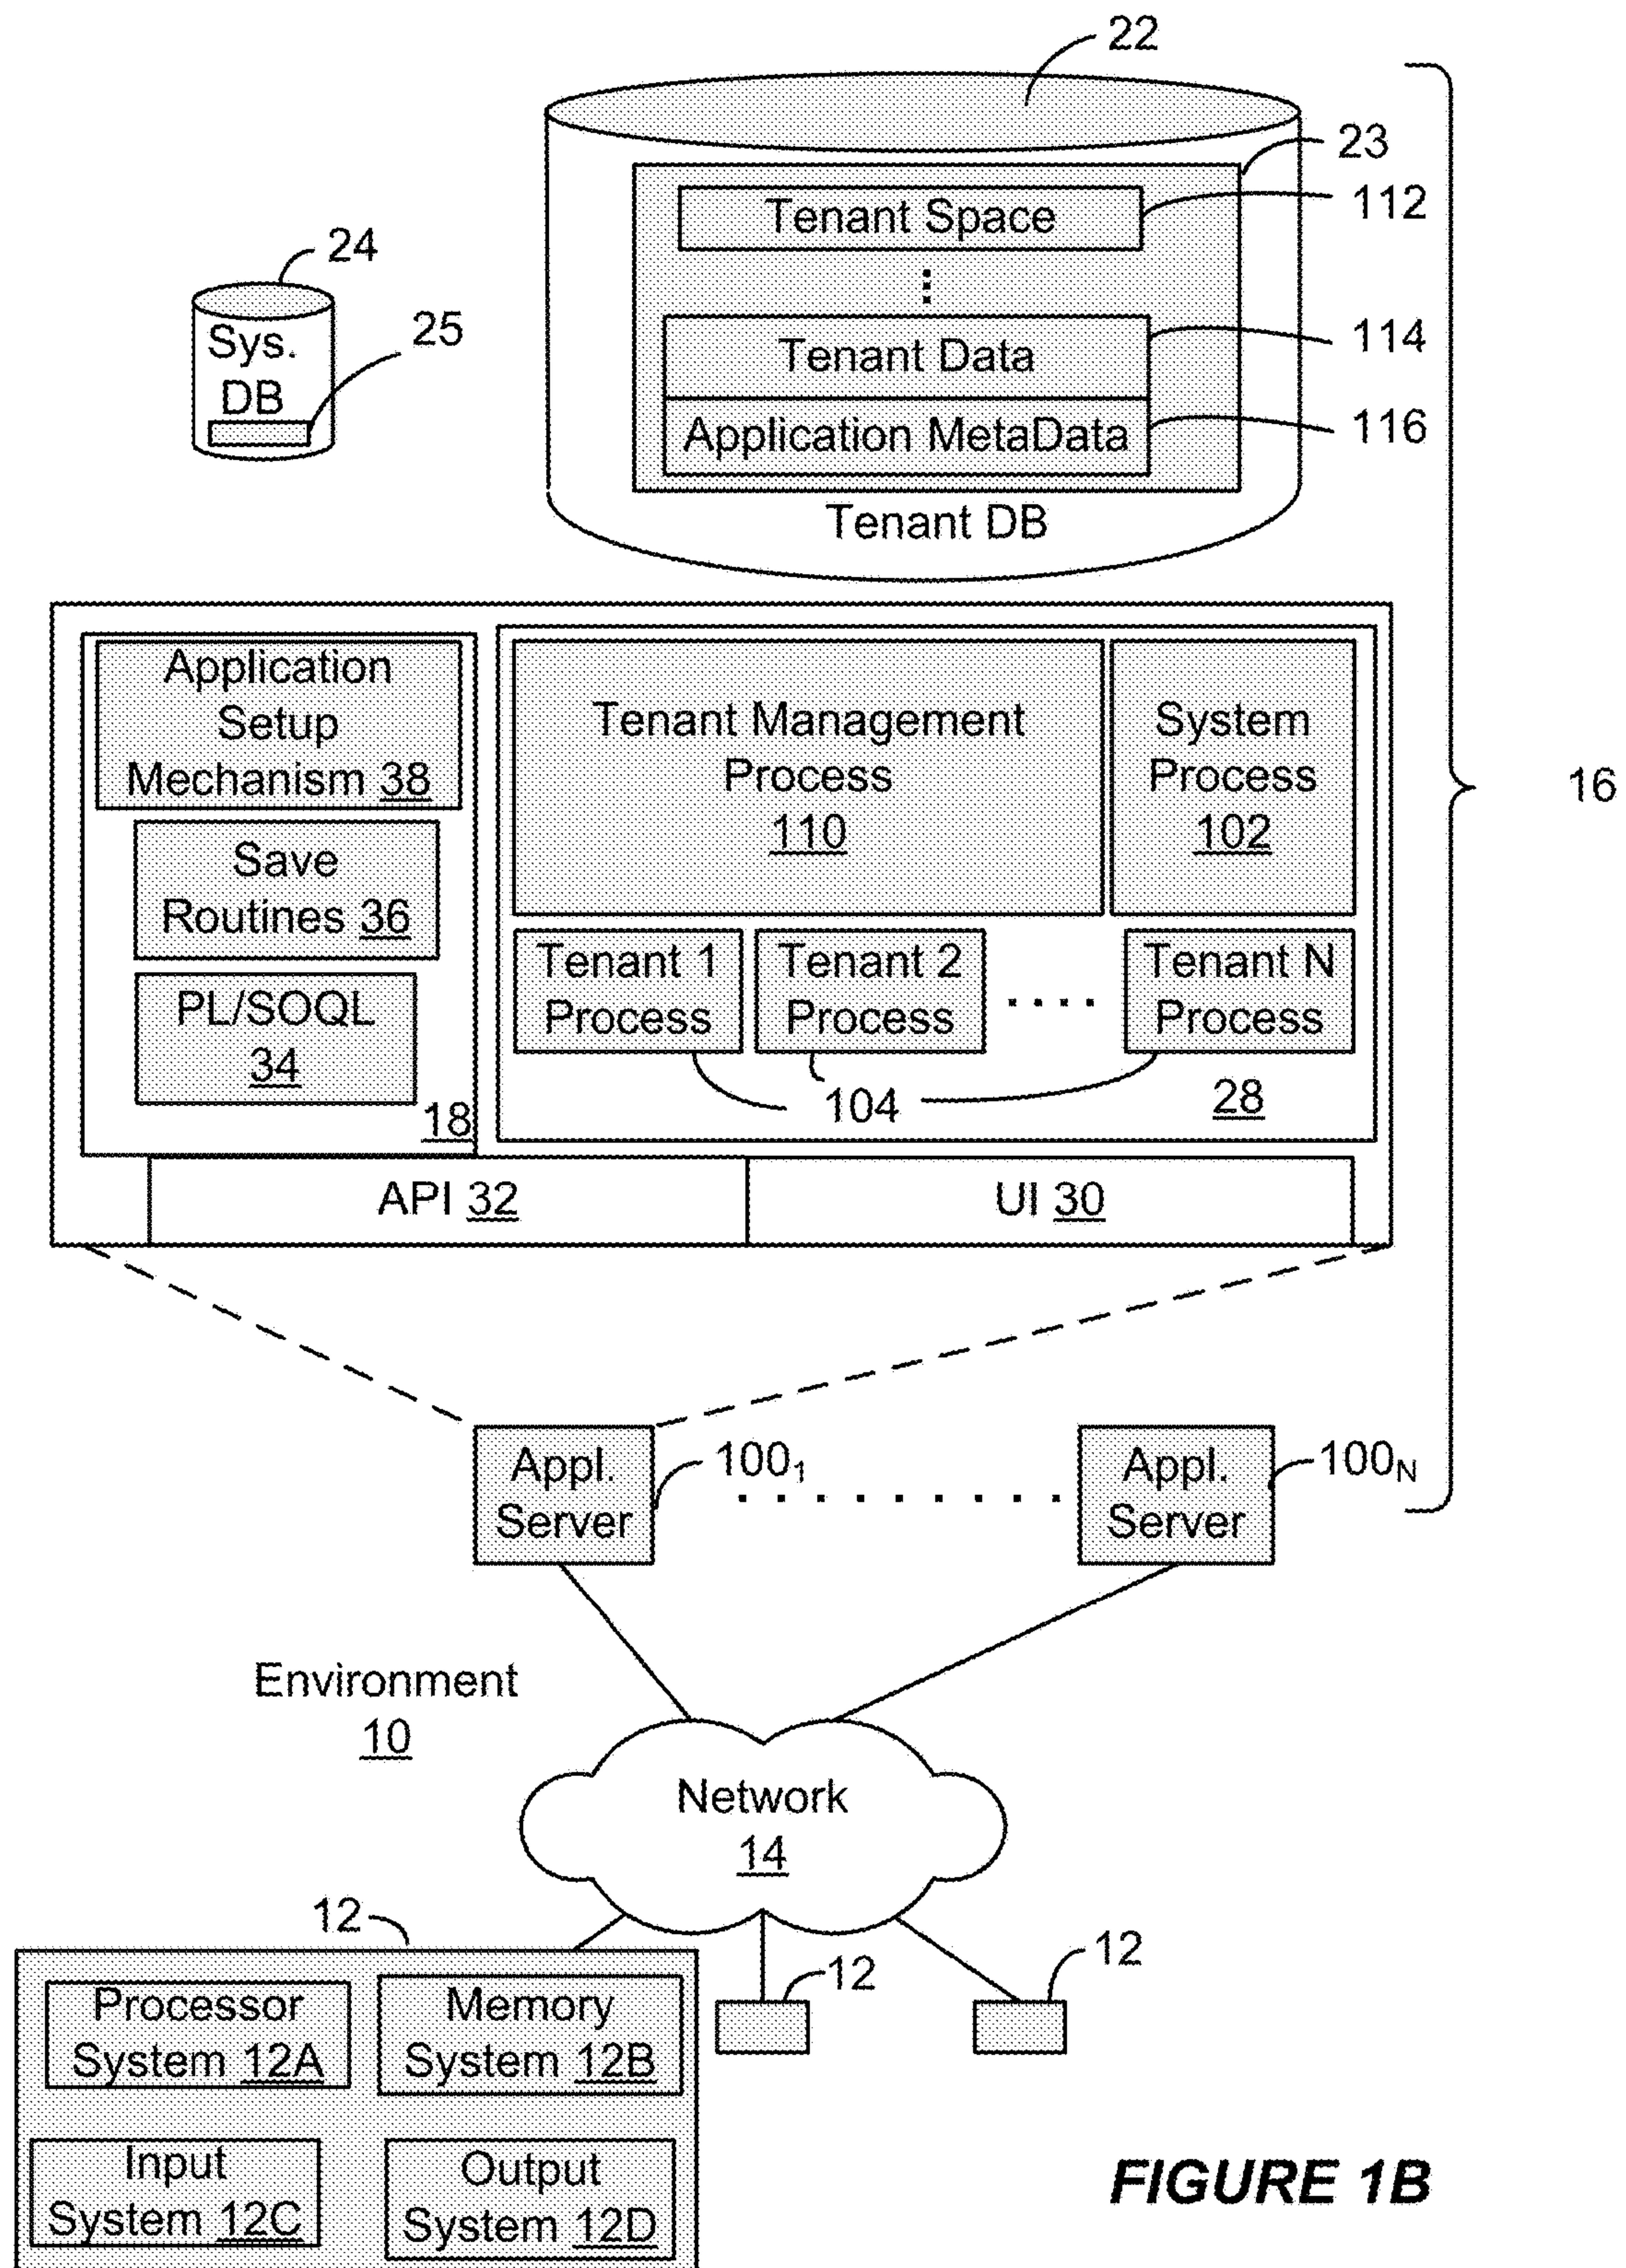 22
23
Tenant Space
112
24
Sys.
DB
25
Tenant Data
114
Application MetaData
116
Tenant DB
Application
Setup
Mechanism 38
Tenant Management
Process
110
System
Process
102
16
Save
Routines 36
Tenant 1
Process
Tenant 2
Process
Tenant N
Process
PL/SOQL
34
104
28
18
API 32
UI 30
Appl.
Server
100₁
Appl.
Server
100N
Environment
10
Network
14
12
12
12
Processor
System 12A
Memory
System 12B
Input
System 12C
Output
System 12D
FIGURE 1B